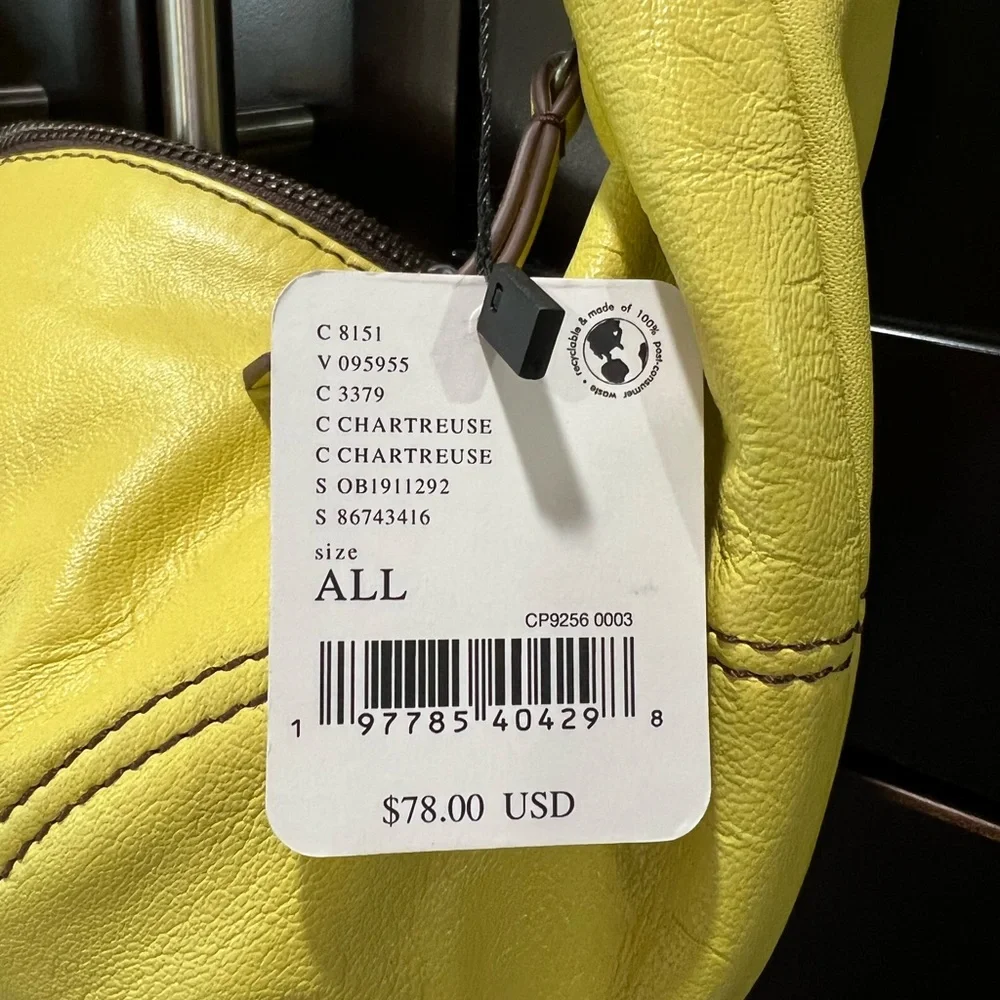 C 8151
V 095955
C 3379
C CHARTREUSE
C CHARTREUSE
S OB1911292
S 86743416
size
ALL
recyclable & made of 100% post-consumer waste •
CP9256 0003
1 97785 40429 8
$78.00 USD